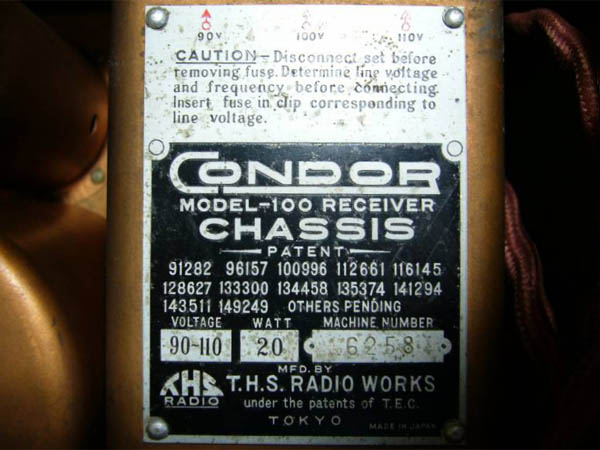 90V 100V 110V
CAUTION – Disconnect set before
removing fuse. Determine line voltage
and frequency before connecting.
Insert fuse in clip corresponding to
line voltage.
CONDOR
MODEL-100 RECEIVER
CHASSIS
PATENT
91282 96157 100996 112661 116145
128627 133300 134458 135374 141294
143511 149249 OTHERS PENDING
VOLTAGE WATT MACHINE NUMBER
90-110 20 6258
MFD. BY
THS RADIO T.H.S. RADIO WORKS
under the patents of T.E.C.
TOKYO MADE IN JAPAN